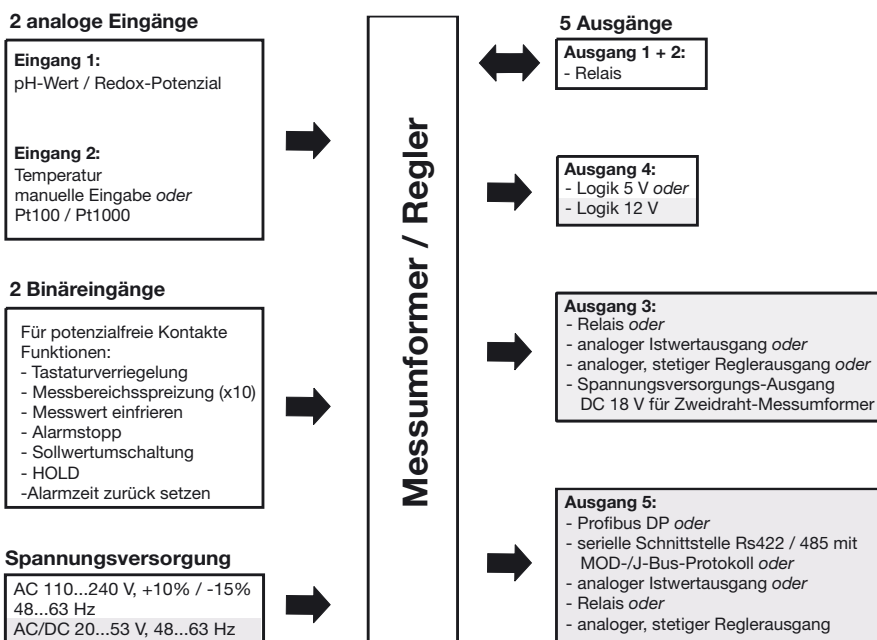 2 analoge Eingänge
Eingang 1:
pH-Wert / Redox-Potenzial
Eingang 2:
Temperatur
manuelle Eingabe oder
Pt100 / Pt1000
2 Binäreingänge
Für potenzialfreie Kontakte
Funktionen:
- Tastaturverriegelung
- Messbereichsspreizung (x10)
- Messwert einfrieren
- Alarmstopp
- Sollwertumschaltung
- HOLD
-Alarmzeit zurück setzen
Spannungsversorgung
AC 110...240 V, +10% / -15%
48...63 Hz
AC/DC 20...53 V, 48...63 Hz
Messumformer / Regler
5 Ausgänge
Ausgang 1 + 2:
- Relais
Ausgang 4:
- Logik 5 V oder
- Logik 12 V
Ausgang 3:
- Relais oder
- analoger Istwertausgang oder
- analoger, stetiger Reglerausgang oder
- Spannungsversorgungs-Ausgang
DC 18 V für Zweidraht-Messumformer
Ausgang 5:
- Profibus DP oder
- serielle Schnittstelle Rs422 / 485 mit
MOD-/J-Bus-Protokoll oder
- analoger Istwertausgang oder
- Relais oder
- analoger, stetiger Reglerausgang